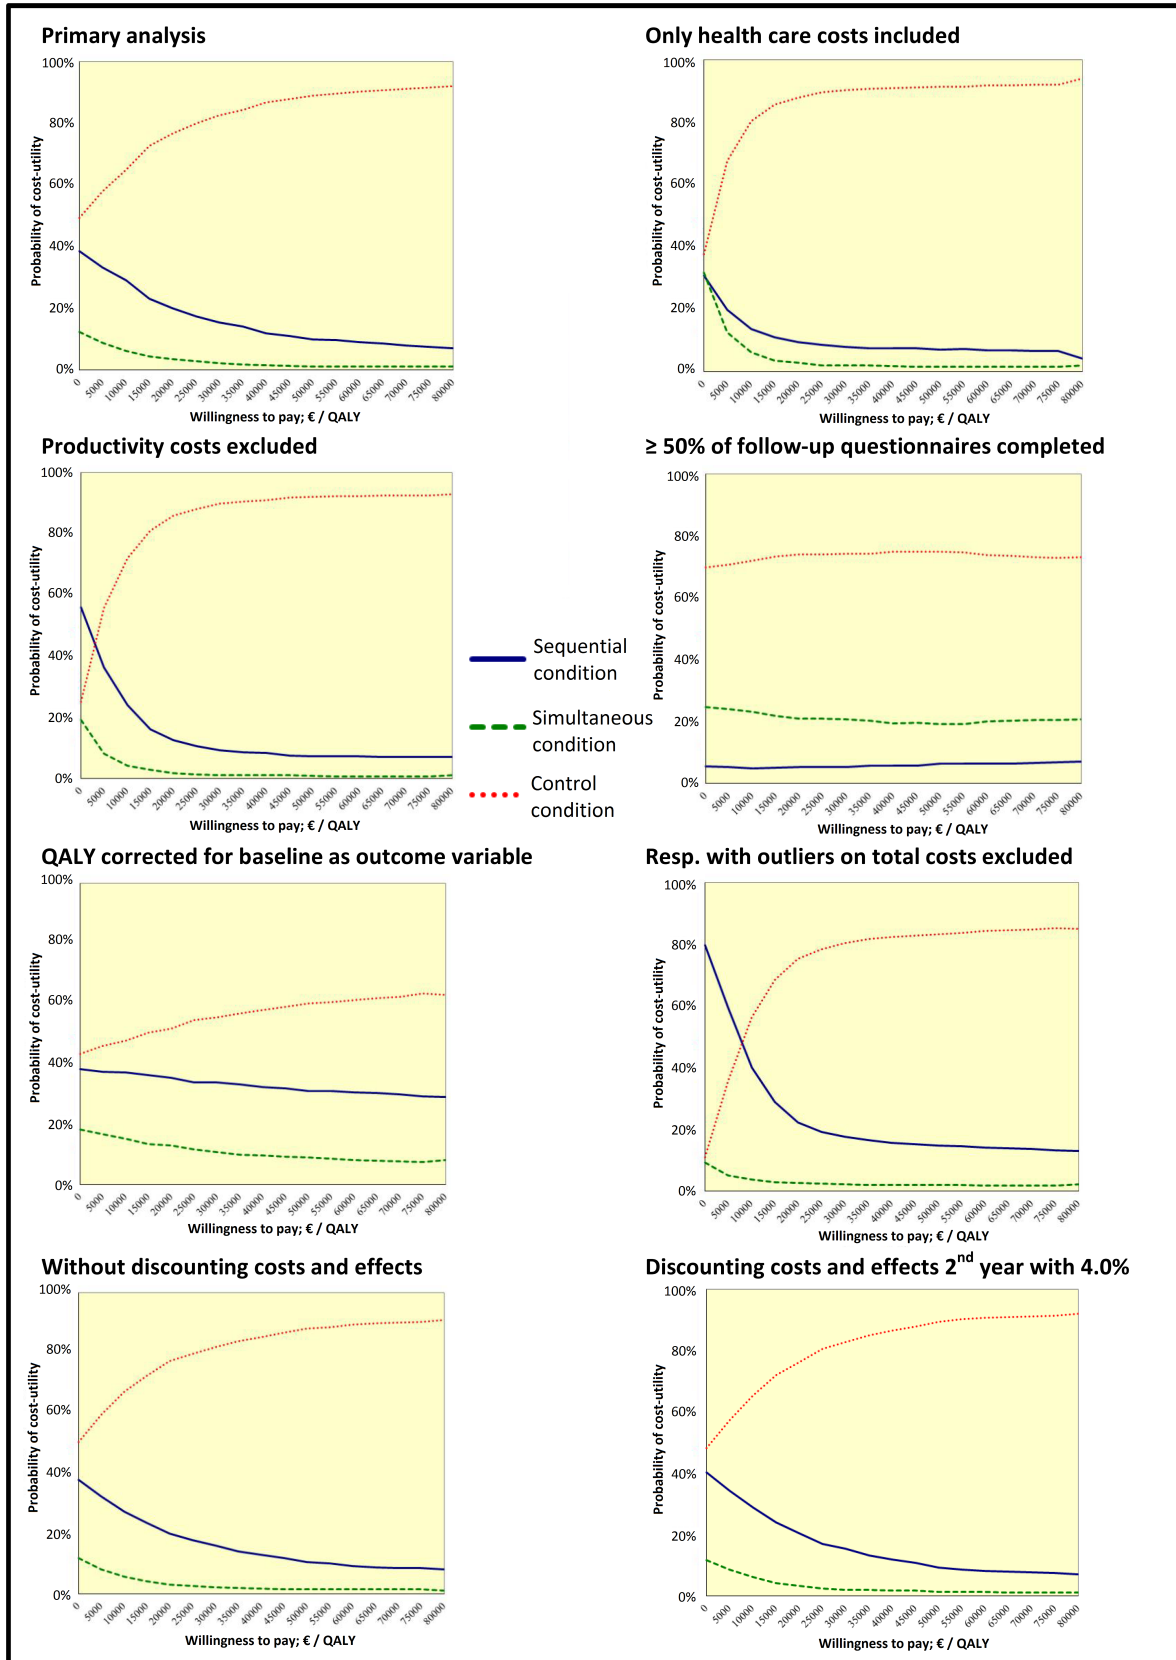 Primary analysis
100%
80%
60%
40%
20%
0%
Probability of cost-utility
0 5000 10000 15000 20000 25000 30000 35000 40000 45000 50000 55000 60000 65000 70000 75000 80000
Willingness to pay; € / QALY
Only health care costs included
100%
80%
60%
40%
20%
0%
Probability of cost-utility
0 5000 10000 15000 20000 25000 30000 35000 40000 45000 50000 55000 60000 65000 70000 75000 80000
Willingness to pay; € / QALY
Productivity costs excluded
100%
80%
60%
40%
20%
0%
Probability of cost-utility
0 5000 10000 15000 20000 25000 30000 35000 40000 45000 50000 55000 60000 65000 70000 75000 80000
Willingness to pay; € / QALY
Sequential
condition
Simultaneous
condition
Control
condition
≥ 50% of follow-up questionnaires completed
100%
80%
60%
40%
20%
0%
Probability of cost-utility
0 5000 10000 15000 20000 25000 30000 35000 40000 45000 50000 55000 60000 65000 70000 75000 80000
Willingness to pay; € / QALY
QALY corrected for baseline as outcome variable
100%
80%
60%
40%
20%
0%
Probability of cost-utility
0 5000 10000 15000 20000 25000 30000 35000 40000 45000 50000 55000 60000 65000 70000 75000 80000
Willingness to pay; € / QALY
Resp. with outliers on total costs excluded
100%
80%
60%
40%
20%
0%
Probability of cost-utility
0 5000 10000 15000 20000 25000 30000 35000 40000 45000 50000 55000 60000 65000 70000 75000 80000
Willingness to pay; € / QALY
Without discounting costs and effects
100%
80%
60%
40%
20%
0%
Probability of cost-utility
0 5000 10000 15000 20000 25000 30000 35000 40000 45000 50000 55000 60000 65000 70000 75000 80000
Willingness to pay; € / QALY
Discounting costs and effects 2nd year with 4.0%
100%
80%
60%
40%
20%
0%
Probability of cost-utility
0 5000 10000 15000 20000 25000 30000 35000 40000 45000 50000 55000 60000 65000 70000 75000 80000
Willingness to pay; € / QALY